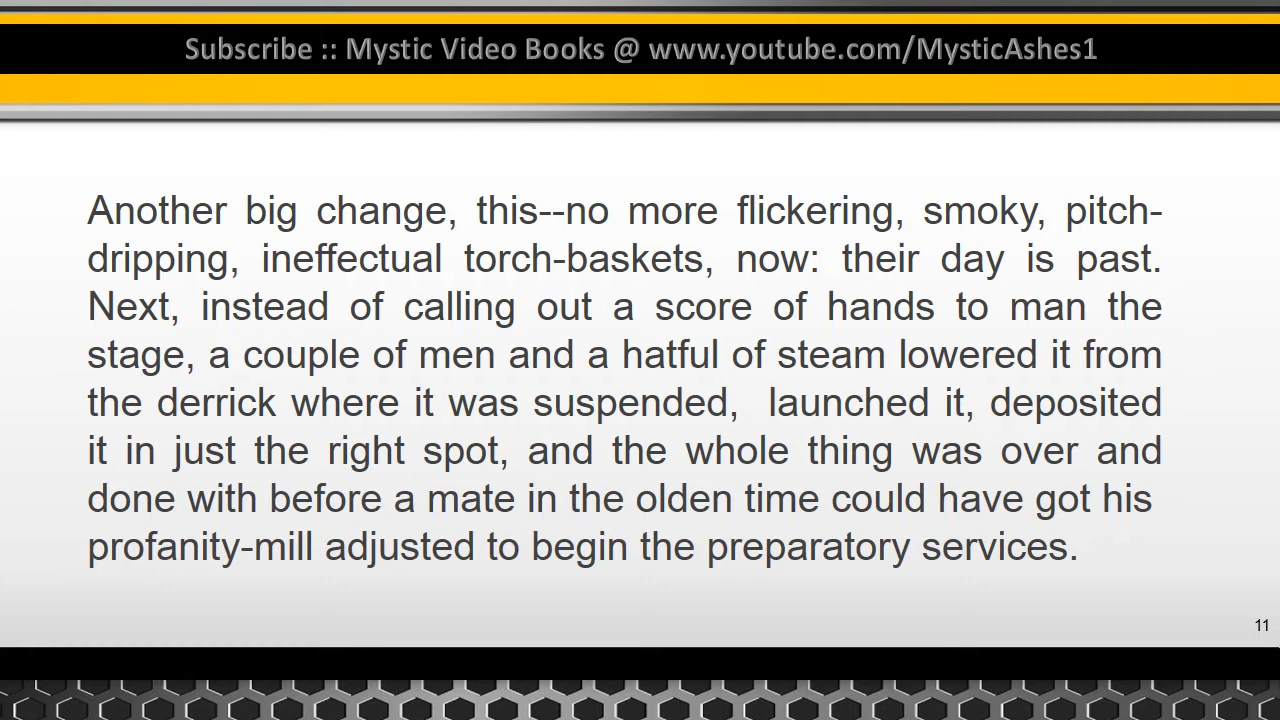 Subscribe :: Mystic Video Books @ www.youtube.com/MysticAshes1
Another big change, this--no more flickering, smoky, pitch-
dripping, ineffectual torch-baskets, now: their day is past.
Next, instead of calling out a score of hands to man the
stage, a couple of men and a hatful of steam lowered it from
the derrick where it was suspended, launched it, deposited
it in just the right spot, and the whole thing was over and
done with before a mate in the olden time could have got his
profanity-mill adjusted to begin the preparatory services.
11